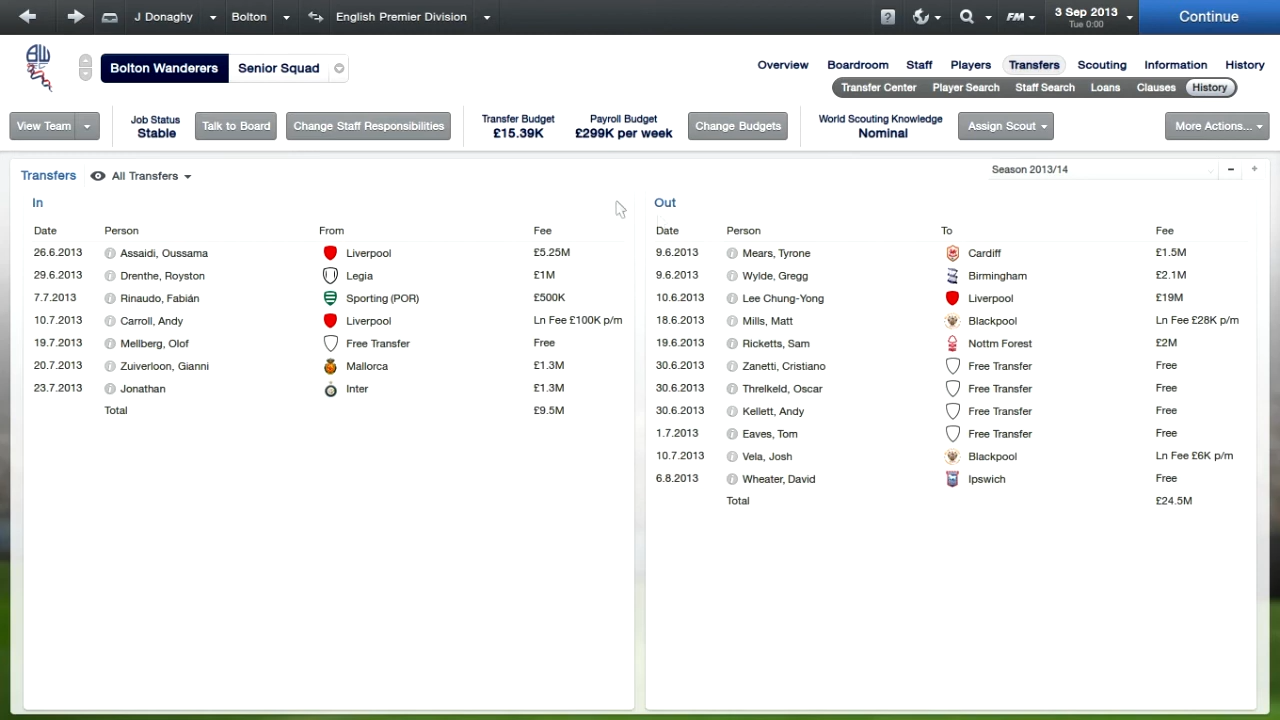 J Donaghy Bolton English Premier Division ? FM 3 Sep 2013 Continue
Tue 0:00
Bolton Wanderers Senior Squad Overview Boardroom Staff Players Transfers Scouting Information History
Transfer Center Player Search Staff Search Loans Clauses History
View Team Job Status Talk to Board Change Staff Responsibilities Transfer Budget Payroll Budget Change Budgets World Scouting Knowledge Assign Scout More Actions...
Stable £15.39K £299K per week Nominal
Transfers All Transfers Season 2013/14
In
Date Person From Fee
26.6.2013 Assaidi, Oussama Liverpool £5.25M
29.6.2013 Drenthe, Royston Legia £1M
7.7.2013 Rinaudo, Fabián Sporting (POR) £500K
10.7.2013 Carroll, Andy Liverpool Ln Fee £100K p/m
19.7.2013 Mellberg, Olof Free Transfer Free
20.7.2013 Zuiverloon, Gianni Mallorca £1.3M
23.7.2013 Jonathan Inter £1.3M
Total £9.5M
Out
Date Person To Fee
9.6.2013 Mears, Tyrone Cardiff £1.5M
9.6.2013 Wylde, Gregg Birmingham £2.1M
10.6.2013 Lee Chung-Yong Liverpool £19M
18.6.2013 Mills, Matt Blackpool Ln Fee £28K p/m
19.6.2013 Ricketts, Sam Nottm Forest £2M
30.6.2013 Zanetti, Cristiano Free Transfer Free
30.6.2013 Threlkeld, Oscar Free Transfer Free
30.6.2013 Kellett, Andy Free Transfer Free
1.7.2013 Eaves, Tom Free Transfer Free
10.7.2013 Vela, Josh Blackpool Ln Fee £6K p/m
6.8.2013 Wheater, David Ipswich Free
Total £24.5M